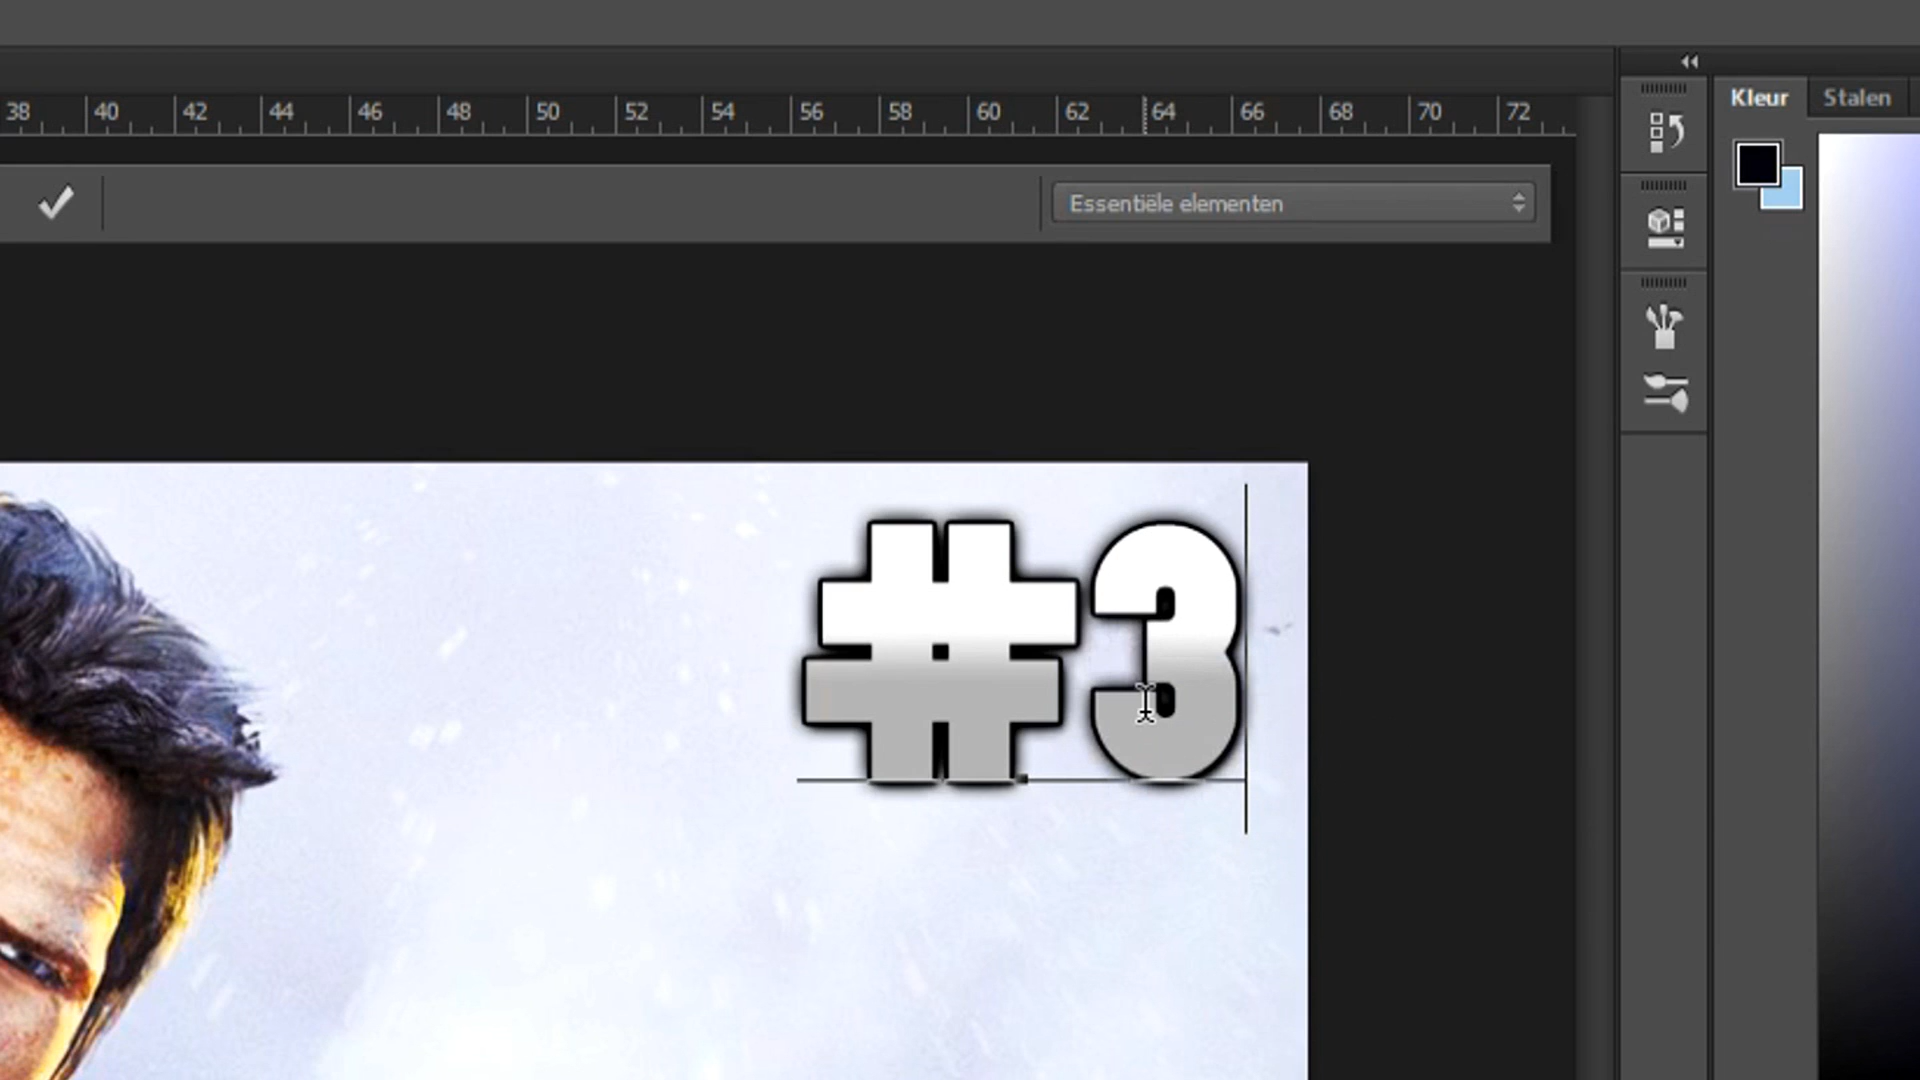 38 40 42 44 46 48 50 52 54 56 58 60 62 64 66 68 70 72
Kleur Stalen
Essentiële elementen
#3